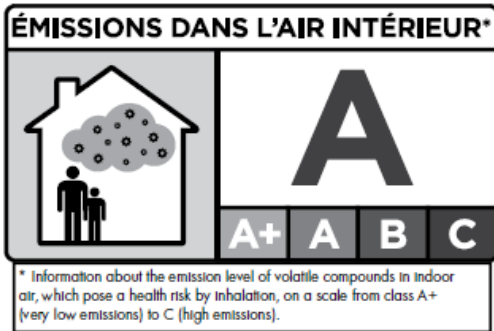 ÉMISSIONS DANS L'AIR INTÉRIEUR*
A
A+ A B C
* Information about the emission level of volatile compounds in indoor
air, which pose a health risk by inhalation, on a scale from class A+
(very low emissions) to C (high emissions).